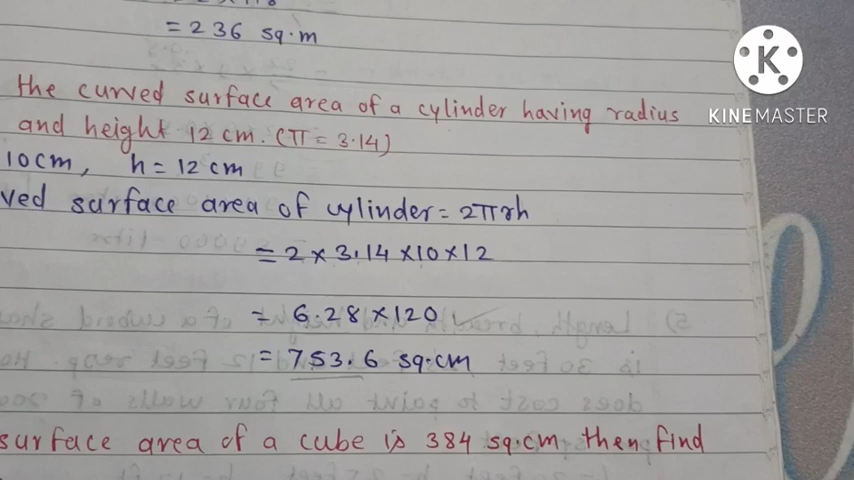 = 236 sq.m
the curved surface area of a cylinder having radius
and height 12 cm. (π = 3.14)
10cm, h = 12 cm
ved surface area of cylinder = 2πrh
= 2 × 3.14 × 10 × 12
= 6.28 × 120
= 753.6 sq.cm
surface area of a cube is 384 sq.cm then find
K
KINEMASTER